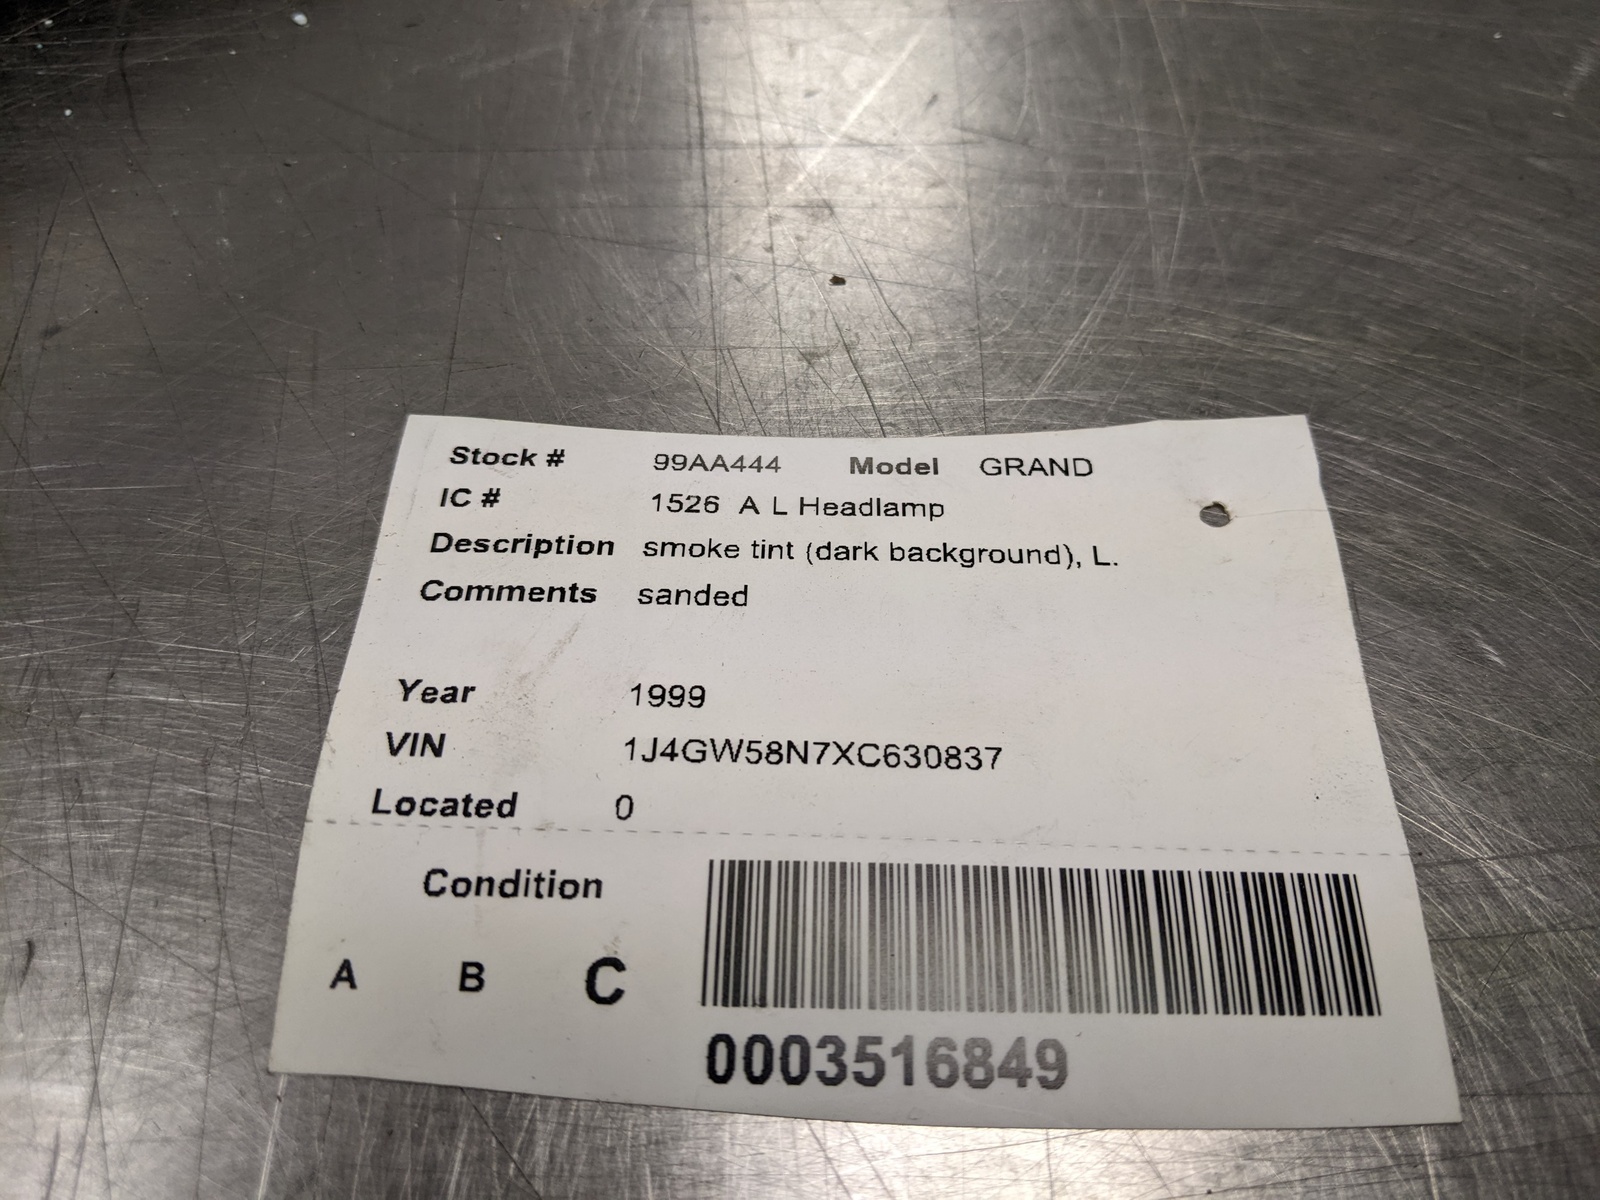 Stock # 99AA444 Model GRAND
IC # 1526 A L Headlamp
Description smoke tint (dark background), L.
Comments sanded
Year 1999
VIN 1J4GW58N7XC630837
Located 0
Condition
A B C
0003516849